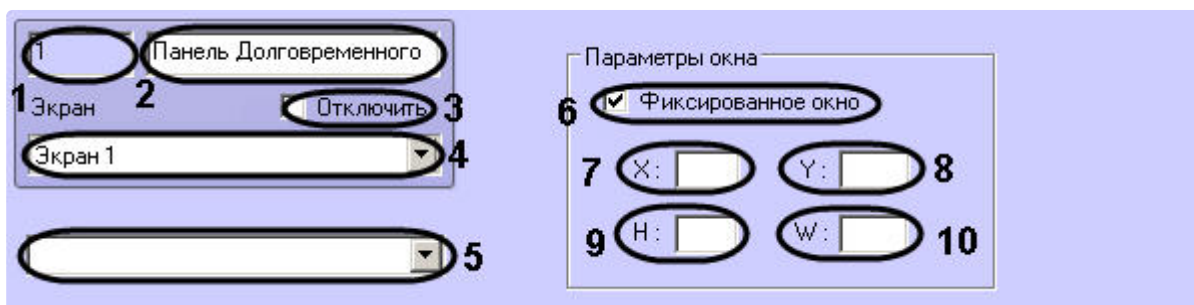 1 Панель Долговременного
1 Экран 2 Отключить 3
Экран 1 4
5
Параметры окна
6 Фиксированное окно
7 X: Y: 8
9 H: W: 10